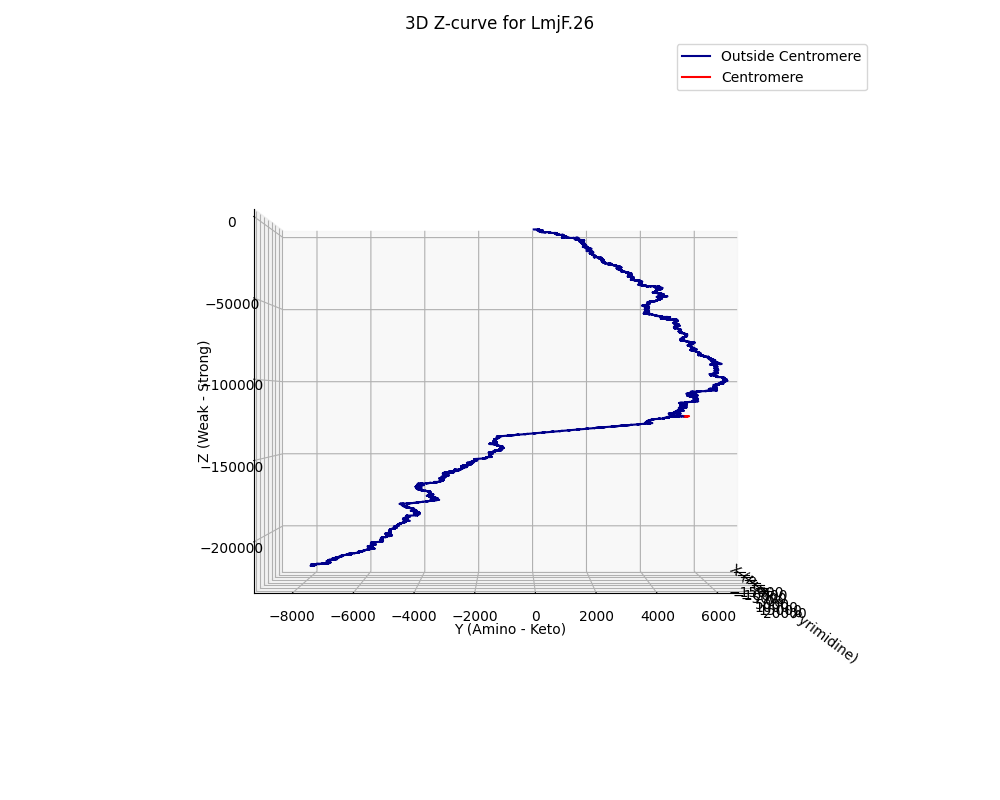 3D Z-curve for LmjF.26
Outside Centromere
Centromere
0
−50000
−100000
−150000
−200000
Z (Weak - Strong)
−8000 −6000 −4000 −2000 0 2000 4000 6000
Y (Amino - Keto)
20000